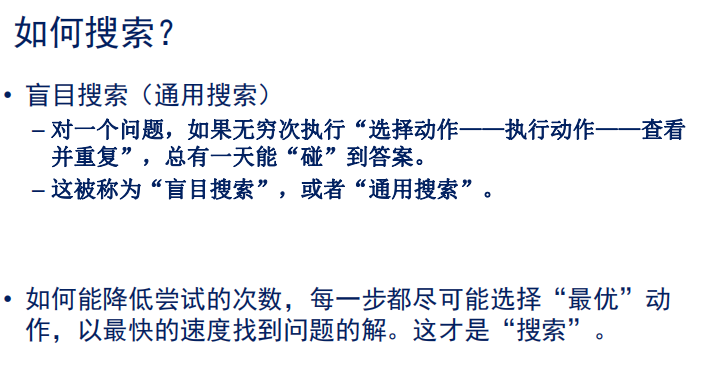 如何搜索？
• 盲目搜索（通用搜索）
– 对一个问题，如果无穷次执行“选择动作——执行动作——查看
并重复”，总有一天能“碰”到答案。
– 这被称为“盲目搜索”，或者“通用搜索”。
• 如何能降低尝试的次数，每一步都尽可能选择“最优”动
作，以最快的速度找到问题的解。这才是“搜索”。